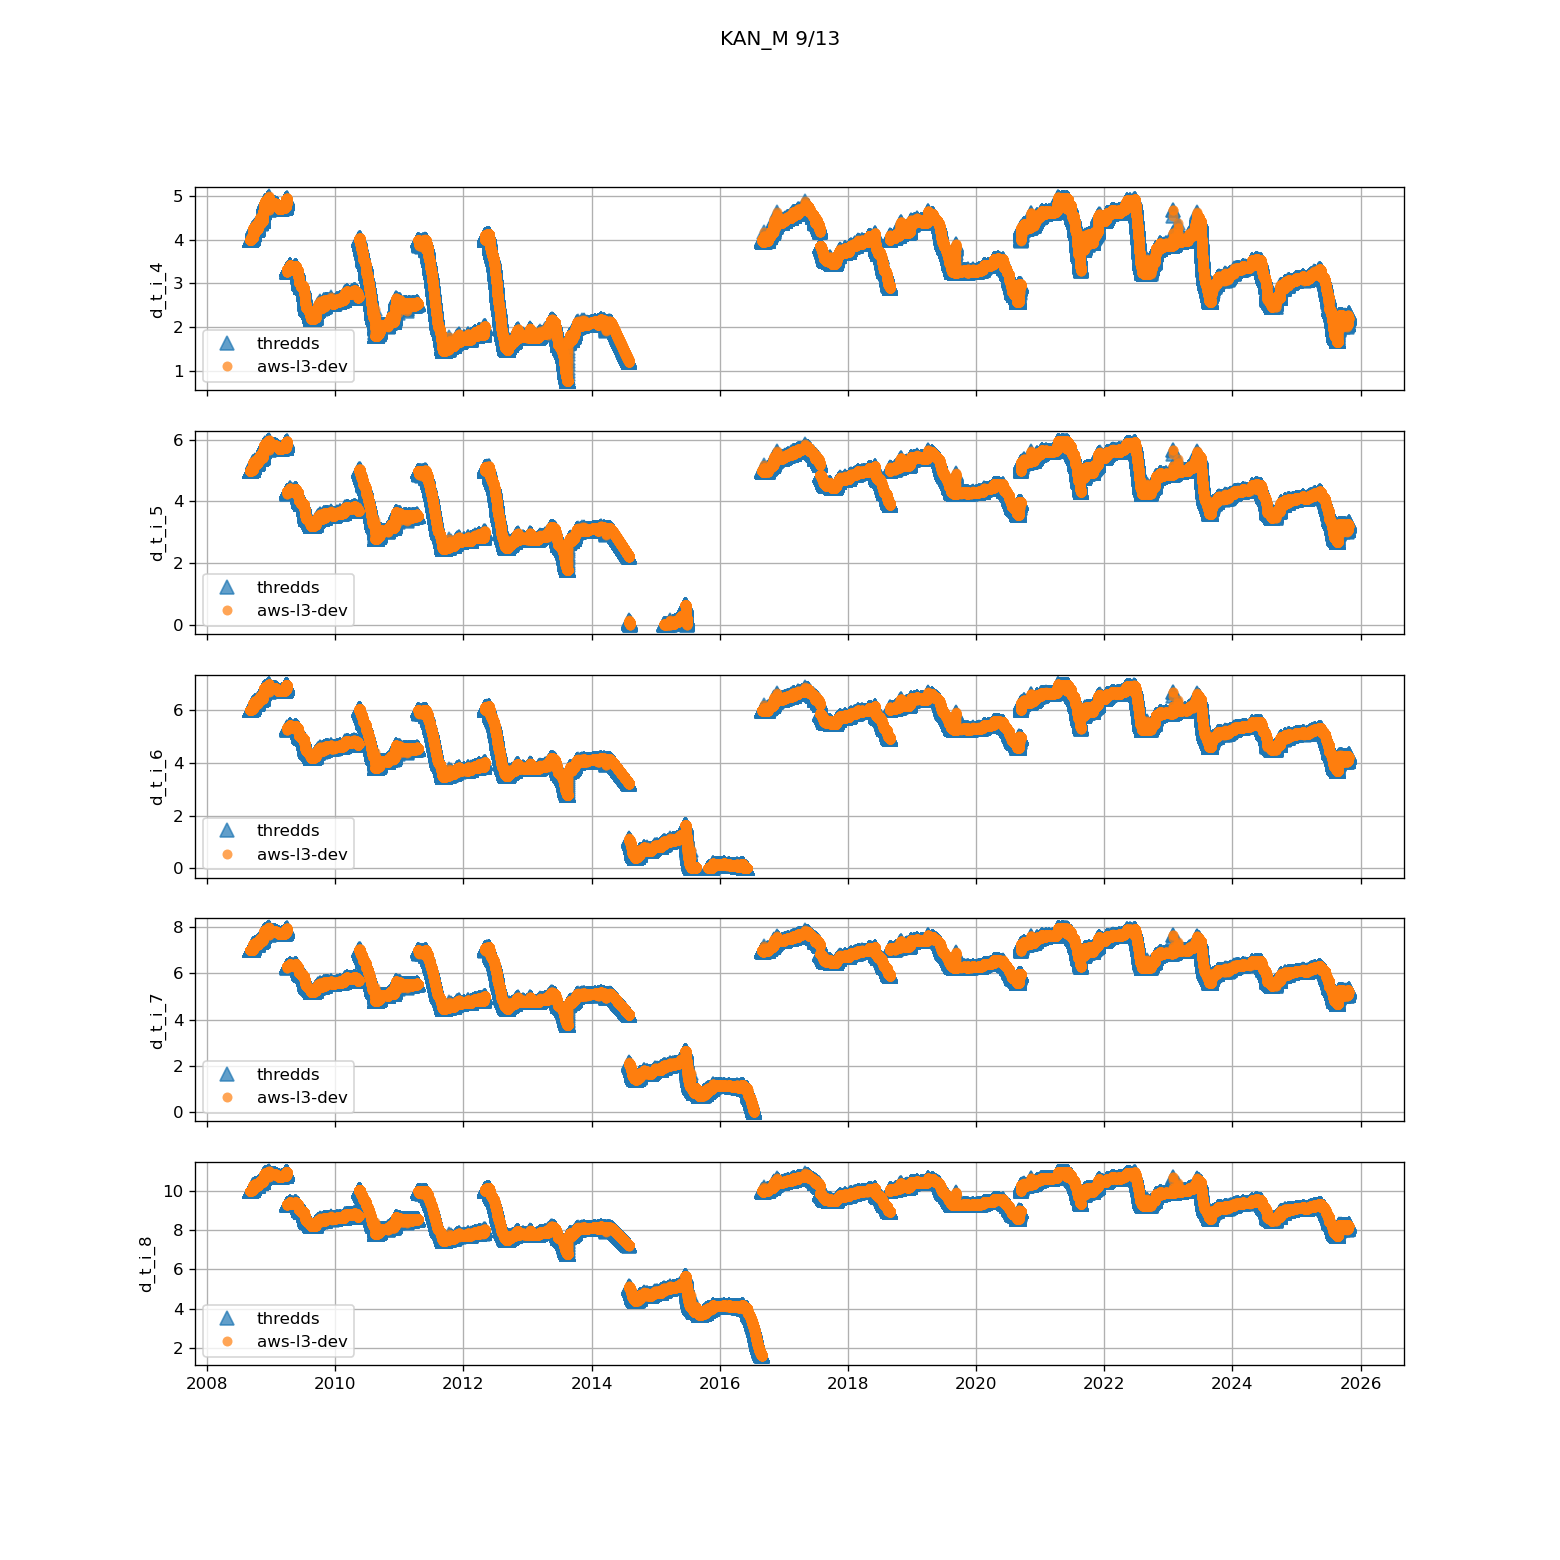 KAN_M 9/13
5
4
3
2
1
d_t_i_4
thredds
aws-l3-dev
6
4
2
0
d_t_i_5
thredds
aws-l3-dev
6
4
2
0
d_t_i_6
thredds
aws-l3-dev
8
6
4
2
0
d_t_i_7
thredds
aws-l3-dev
10
8
6
4
2
d_t_i_8
thredds
aws-l3-dev
2008 2010 2012 2014 2016 2018 2020 2022 2024 2026